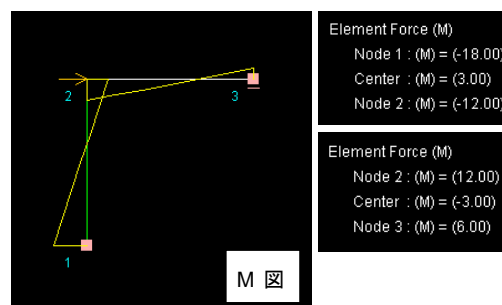 2
3
1
M 図
Element Force (M)
Node 1 : (M) = (-18.00)
Center : (M) = (3.00)
Node 2 : (M) = (-12.00)
Element Force (M)
Node 2 : (M) = (12.00)
Center : (M) = (-3.00)
Node 3 : (M) = (6.00)